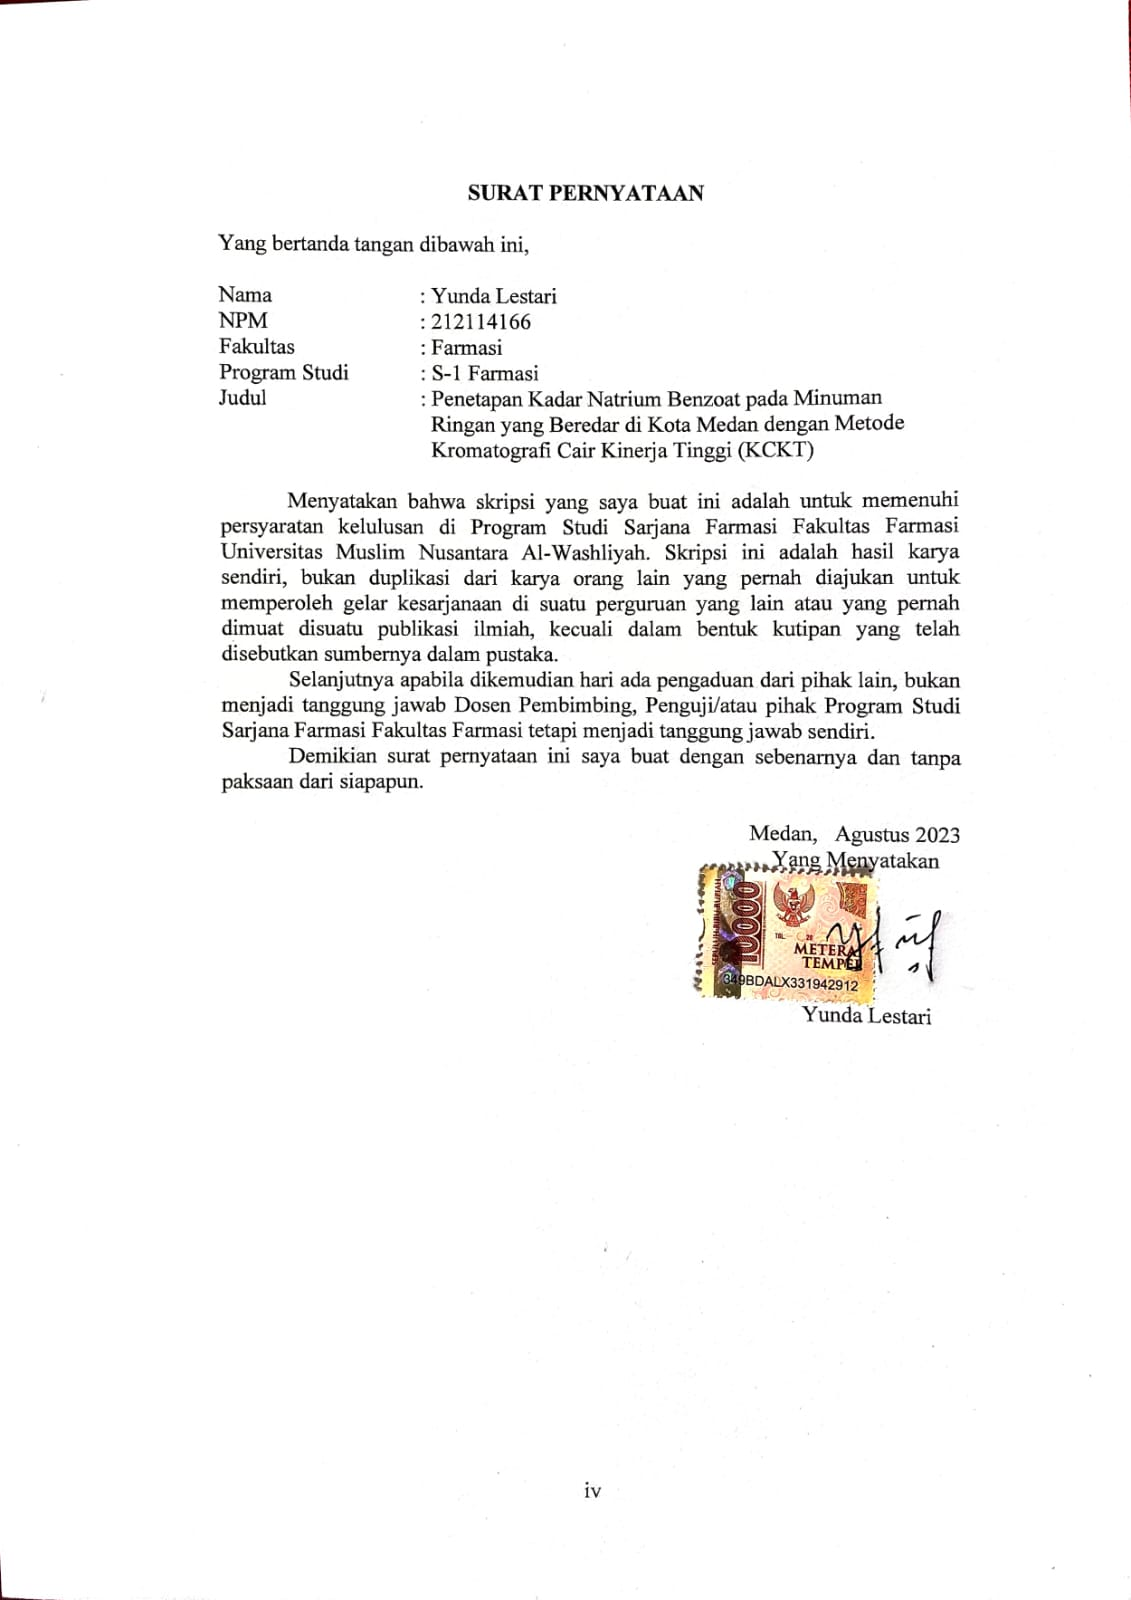 SURAT PERNYATAAN
Yang bertanda tangan dibawah ini,
Nama : Yunda Lestari
NPM : 212114166
Fakultas : Farmasi
Program Studi : S-1 Farmasi
Judul : Penetapan Kadar Natrium Benzoat pada Minuman
Ringan yang Beredar di Kota Medan dengan Metode
Kromatografi Cair Kinerja Tinggi (KCKT)
Menyatakan bahwa skripsi yang saya buat ini adalah untuk memenuhi
persyaratan kelulusan di Program Studi Sarjana Farmasi Fakultas Farmasi
Universitas Muslim Nusantara Al-Washliyah. Skripsi ini adalah hasil karya
sendiri, bukan duplikasi dari karya orang lain yang pernah diajukan untuk
memperoleh gelar kesarjanaan di suatu perguruan yang lain atau yang pernah
dimuat disuatu publikasi ilmiah, kecuali dalam bentuk kutipan yang telah
disebutkan sumbernya dalam pustaka.
Selanjutnya apabila dikemudian hari ada pengaduan dari pihak lain, bukan
menjadi tanggung jawab Dosen Pembimbing, Penguji/atau pihak Program Studi
Sarjana Farmasi Fakultas Farmasi tetapi menjadi tanggung jawab sendiri.
Demikian surat pernyataan ini saya buat dengan sebenarnya dan tanpa
paksaan dari siapapun.
Medan, Agustus 2023
Yang Menyatakan
10000
TGL. 20
METERA
TEMPEL
349BDALX331942912
Yunda Lestari
iv